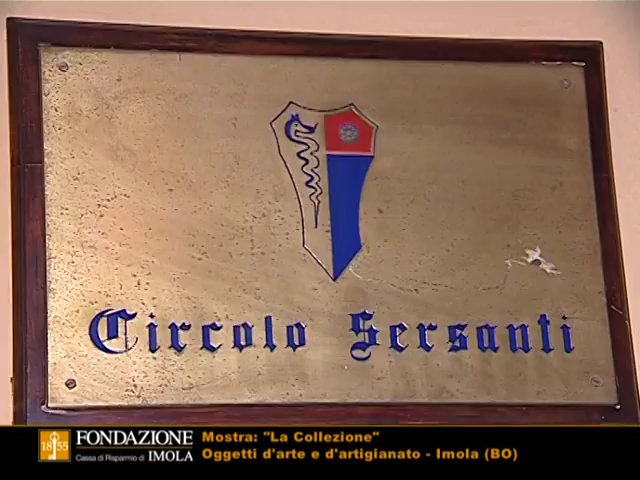 Circolo Sersanti
1855 FONDAZIONE
Cassa di Risparmio di IMOLA
Mostra: "La Collezione"
Oggetti d'arte e d'artigianato - Imola (BO)